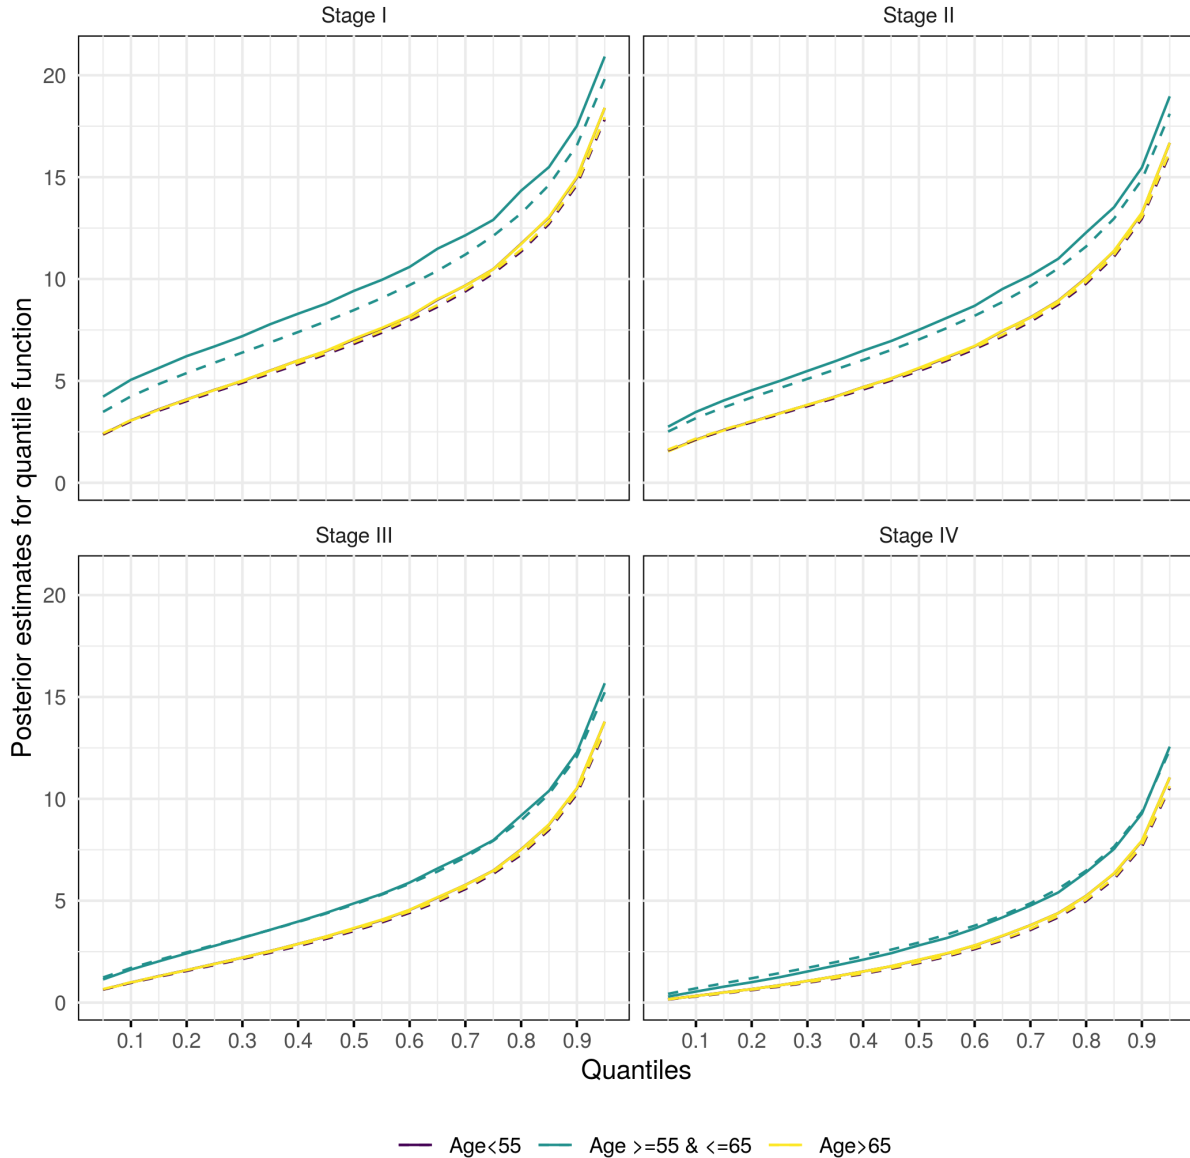 Stage I
Stage II
20
15
10
5
0
Stage III
Stage IV
20
15
10
5
0
0.1 0.2 0.3 0.4 0.5 0.6 0.7 0.8 0.9
0.1 0.2 0.3 0.4 0.5 0.6 0.7 0.8 0.9
Posterior estimates for quantile function
Quantiles
Age<55 Age >=55 & <=65 Age>65